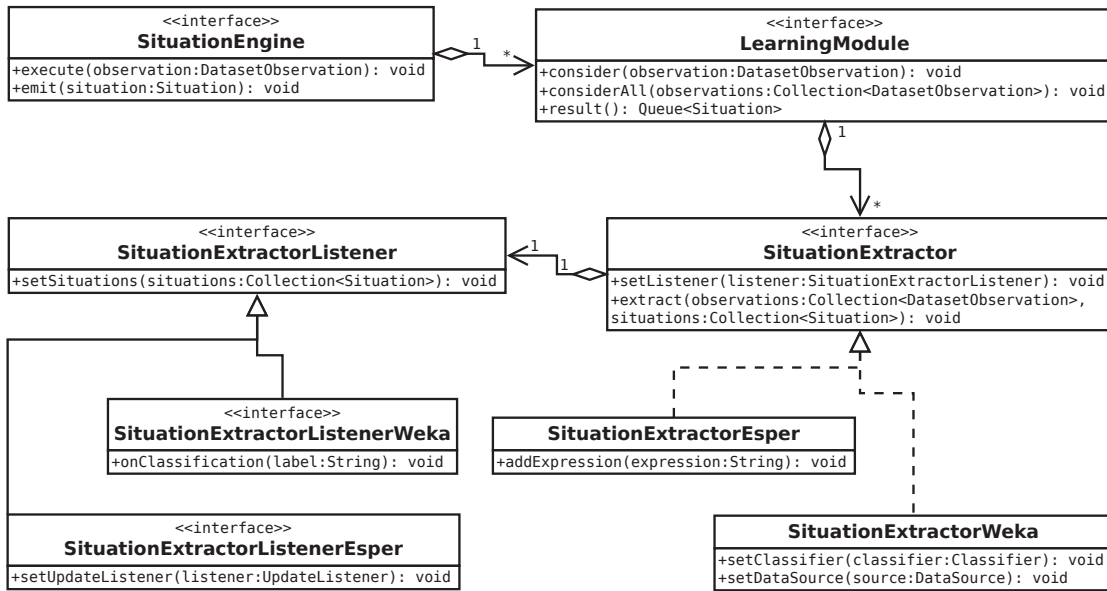 <<interface>>
SituationEngine
+execute(observation:DatasetObservation): void
+emit(situation:Situation): void
1
*
<<interface>>
LearningModule
+consider(observation:DatasetObservation): void
+considerAll(observations:Collection<DatasetObservation>): void
+result(): Queue<Situation>
1
*
<<interface>>
SituationExtractorListener
+setSituations(situations:Collection<Situation>): void
1
1
<<interface>>
SituationExtractor
+setListener(listener:SituationExtractorListener): void
+extract(observations:Collection<DatasetObservation>,
situations:Collection<Situation>): void
<<interface>>
SituationExtractorListenerWeka
+onClassification(label:String): void
SituationExtractorEsper
+addExpression(expression:String): void
<<interface>>
SituationExtractorListenerEsper
+setUpdateListener(listener:UpdateListener): void
SituationExtractorWeka
+setClassifier(classifier:Classifier): void
+setDataSource(source:DataSource): void